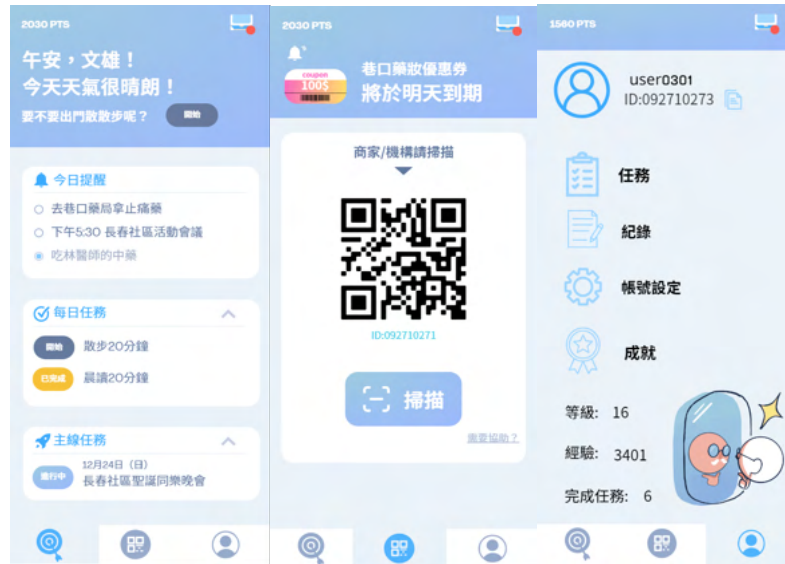 2030 PTS
午安，文雄！
今天天氣很晴朗！
要不要出門散散步呢？
開始
今日提醒
去巷口藥局拿止痛藥
下午5:30 長春社區活動會議
吃林醫師的中藥
每日任務
開始
散步20分鐘
已完成
晨讀20分鐘
主線任務
進行中
12月24日（日）
長春社區聖誕同樂晚會
2030 PTS
coupon
100$
巷口藥妝優惠券
將於明天到期
商家/機構請掃描
ID:092710271
掃描
需要協助？
1560 PTS
user0301
ID:092710273
任務
紀錄
帳號設定
成就
等級: 16
經驗: 3401
完成任務: 6